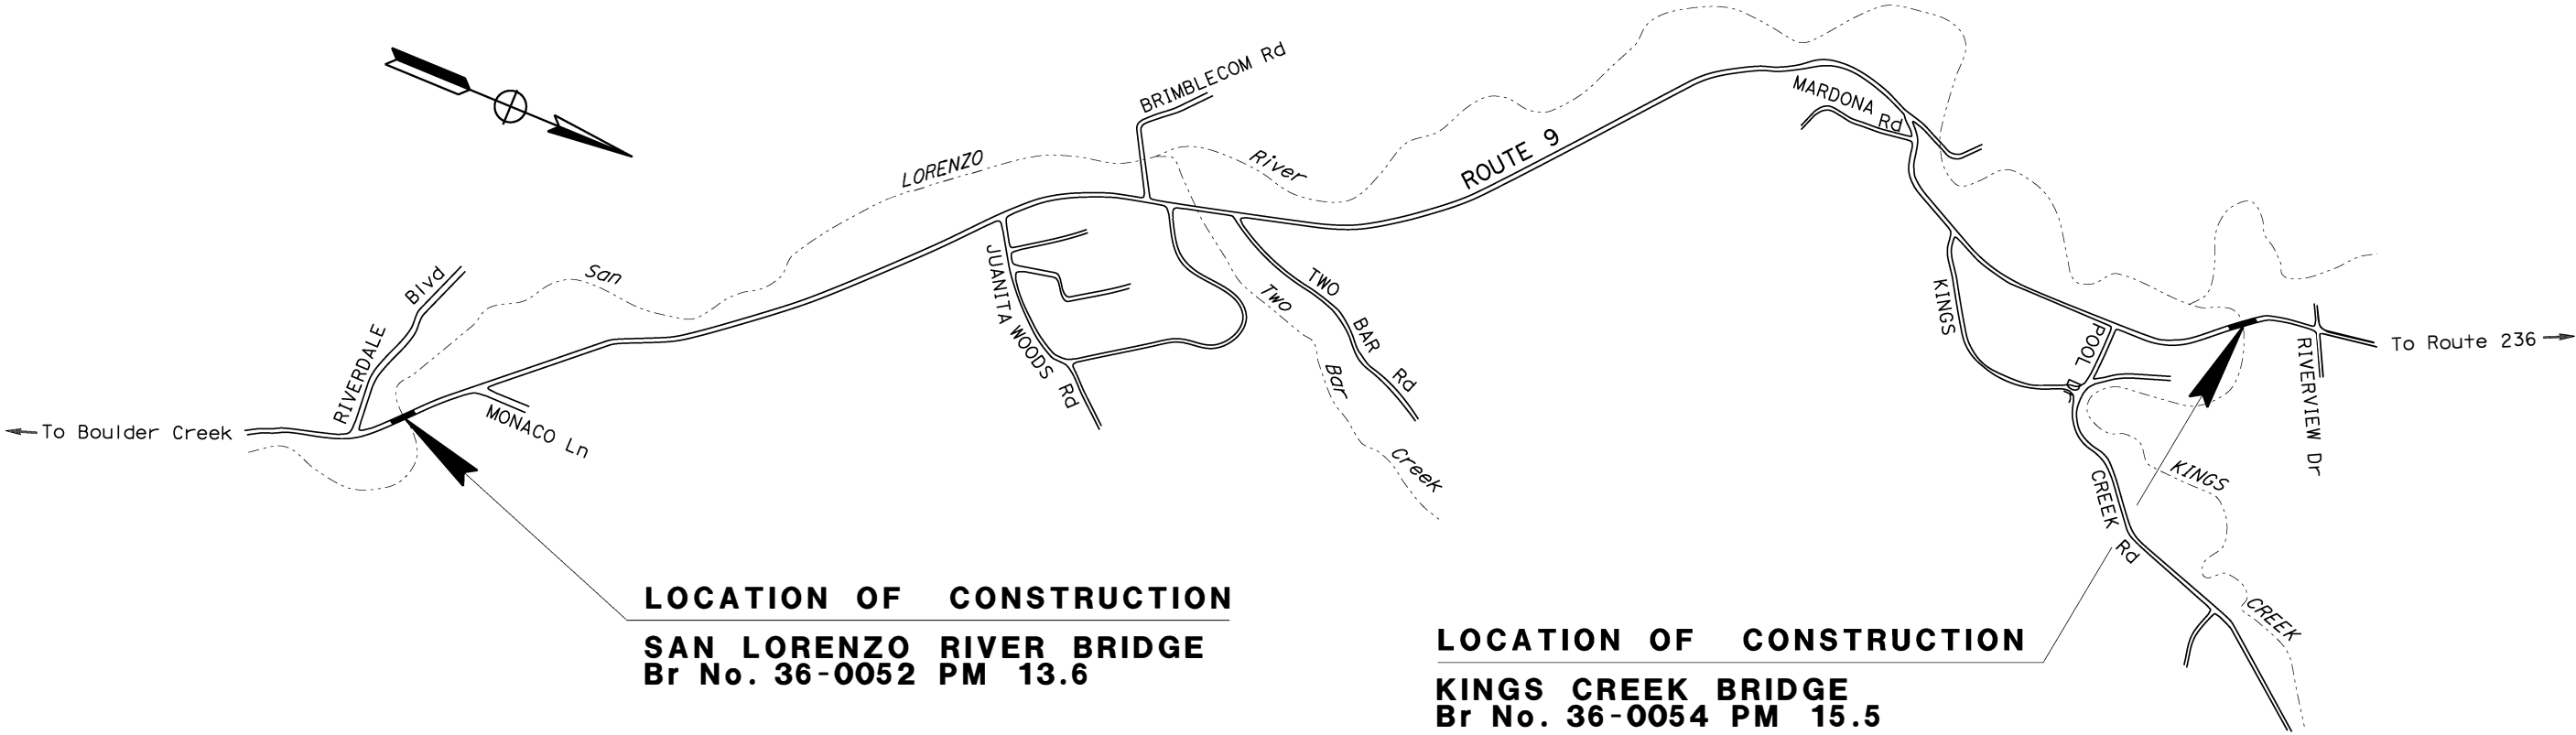 BRIMBLECOM Rd
MARDONA Rd
ROUTE 9
LORENZO
River
San
RIVERDALE Blvd
JUANITA WOODS Rd
TWO BAR Rd
Two Bar Creek
KINGS
POOL Dr
To Route 236
RIVERVIEW Dr
To Boulder Creek
MONACO Ln
KINGS
CREEK Rd
CREEK
LOCATION OF CONSTRUCTION
SAN LORENZO RIVER BRIDGE
Br No. 36-0052 PM 13.6
LOCATION OF CONSTRUCTION
KINGS CREEK BRIDGE
Br No. 36-0054 PM 15.5